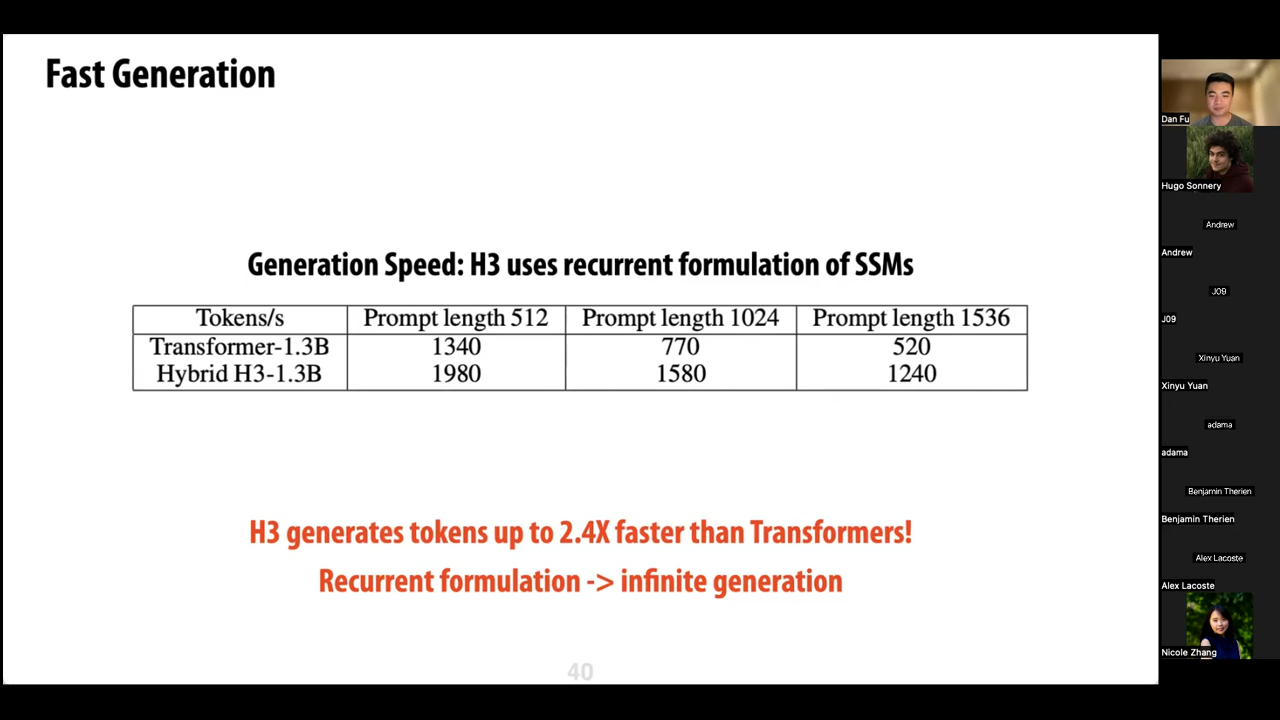 Fast Generation
Generation Speed: H3 uses recurrent formulation of SSMs
Tokens/s Prompt length 512 Prompt length 1024 Prompt length 1536
Transformer-1.3B 1340 770 520
Hybrid H3-1.3B 1980 1580 1240
H3 generates tokens up to 2.4X faster than Transformers!
Recurrent formulation -> infinite generation
40
Dan Fu
Hugo Sonnery
Andrew
Andrew
J09
J09
Xinyu Yuan
Xinyu Yuan
adama
adama
Benjamin Therien
Benjamin Therien
Alex Lacoste
Alex Lacoste
Nicole Zhang